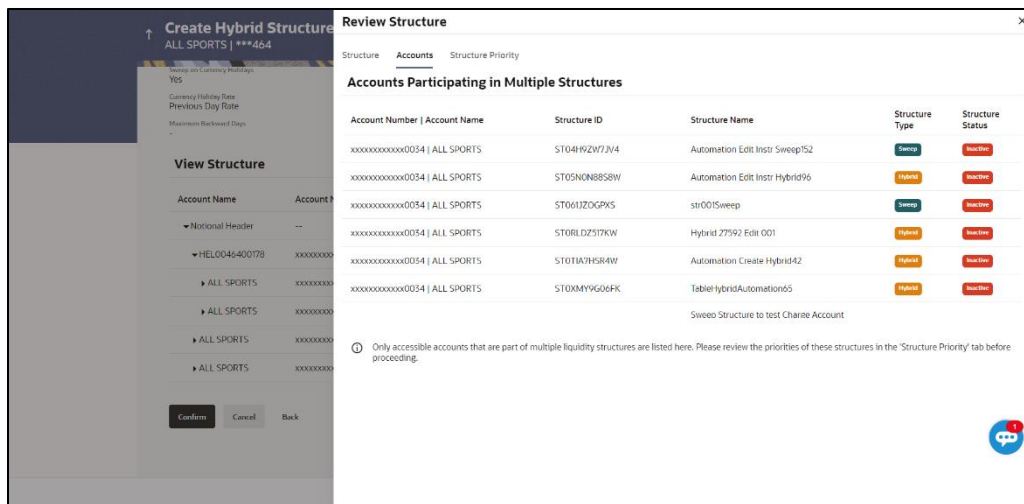 Create Hybrid Structure
ALL SPORTS | ***464
Sweep on Currency Holidays
Yes
Currency Holiday Rate
Previous Day Rate
Maximum Backward Days
-
View Structure
Account Name Account
Notional Header --
HEL0046400178 xxxxxxxx
ALL SPORTS xxxxxxxx
ALL SPORTS xxxxxxxx
ALL SPORTS xxxxxxxx
ALL SPORTS xxxxxxxx
Confirm Cancel Back
Review Structure
Structure Accounts Structure Priority
Accounts Participating in Multiple Structures
Account Number | Account Name Structure ID Structure Name Structure Type Structure Status
xxxxxxxxxxxx0034 | ALL SPORTS ST04H9ZW7JV4 Automation Edit Instr Sweep152 Sweep Inactive
xxxxxxxxxxxx0034 | ALL SPORTS ST05N0N88S8W Automation Edit Instr Hybrid96 Hybrid Inactive
xxxxxxxxxxxx0034 | ALL SPORTS ST061JZOGPXS str001Sweep Sweep Inactive
xxxxxxxxxxxx0034 | ALL SPORTS ST0RLDZ517KW Hybrid 27592 Edit 001 Hybrid Inactive
xxxxxxxxxxxx0034 | ALL SPORTS ST0TIA7HSR4W Automation Create Hybrid42 Hybrid Inactive
xxxxxxxxxxxx0034 | ALL SPORTS ST0XMY9G06FK TableHybridAutomation65 Hybrid Inactive
Sweep Structure to test Charge Account
Only accessible accounts that are part of multiple liquidity structures are listed here. Please review the priorities of these structures in the 'Structure Priority' tab before
proceeding.
1